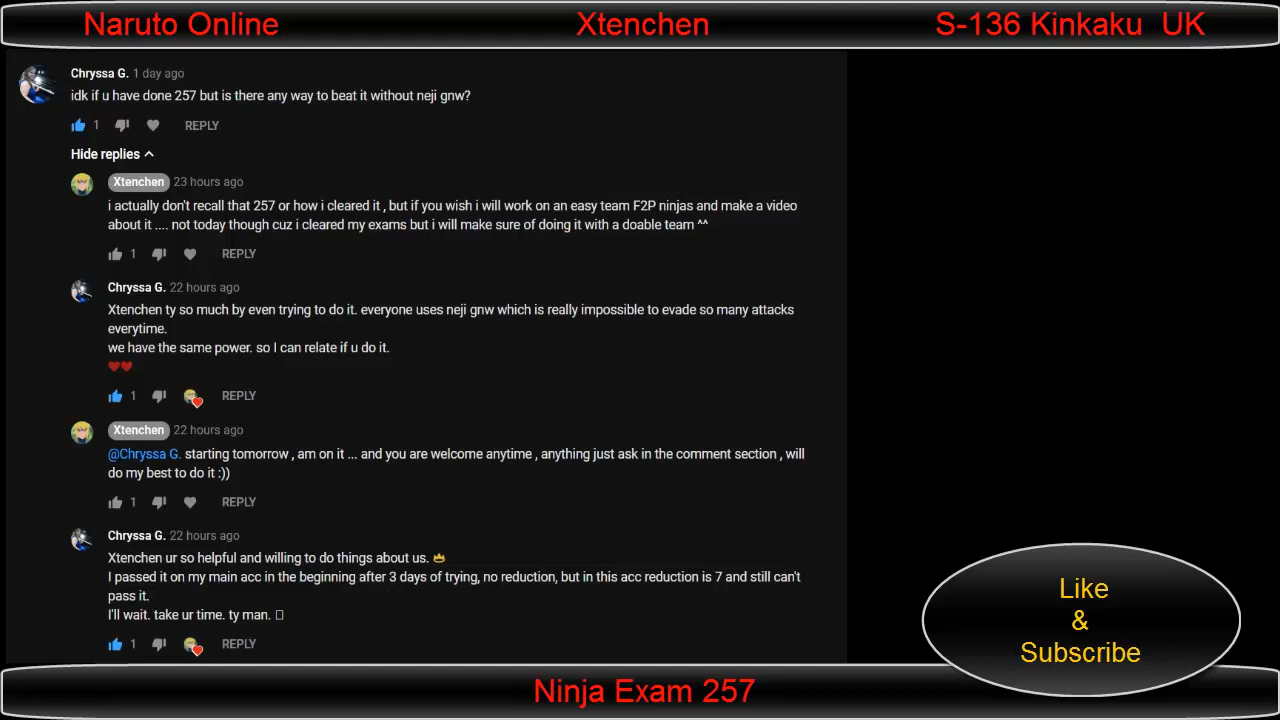 Naruto Online Xtenchen S-136 Kinkaku UK
Chryssa G. 1 day ago
idk if u have done 257 but is there any way to beat it without neji gnw?
1 REPLY
Hide replies
Xtenchen 23 hours ago
i actually don't recall that 257 or how i cleared it , but if you wish i will work on an easy team F2P ninjas and make a video
about it .... not today though cuz i cleared my exams but i will make sure of doing it with a doable team ^^
1 REPLY
Chryssa G. 22 hours ago
Xtenchen ty so much by even trying to do it. everyone uses neji gnw which is really impossible to evade so many attacks
everytime.
we have the same power. so I can relate if u do it.
1 REPLY
Xtenchen 22 hours ago
@Chryssa G. starting tomorrow , am on it ... and you are welcome anytime , anything just ask in the comment section , will
do my best to do it :))
1 REPLY
Chryssa G. 22 hours ago
Xtenchen ur so helpful and willing to do things about us.
I passed it on my main acc in the beginning after 3 days of trying, no reduction, but in this acc reduction is 7 and still can't
pass it.
I'll wait. take ur time. ty man.
1 REPLY
Like
&
Subscribe
Ninja Exam 257